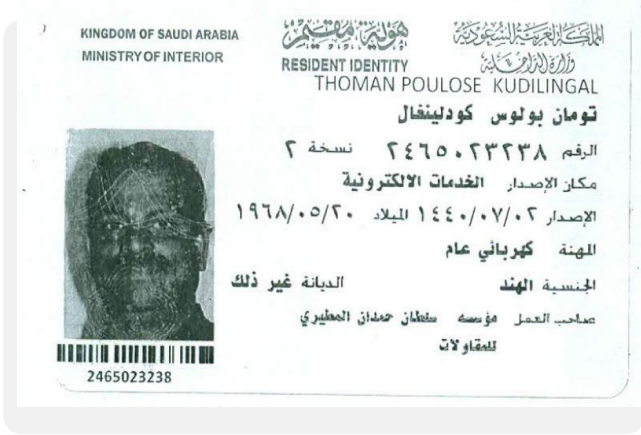 KINGDOM OF SAUDI ARABIA
MINISTRY OF INTERIOR
هوية مقيم
RESIDENT IDENTITY
المملكة العربية السعودية
وزارة الداخلية
THOMAN POULOSE KUDILINGAL
تومان بولوس كودلينغال
الرقم ٢٤٦٥٠٢٣٢٣٨ نسخة ٢
مكان الإصدار الخدمات الالكترونية
الإصدار ١٤٤٠/٠٧/٠٢ الميلاد ١٩٦٨/٠٥/٢٠
المهنة كهربائي عام
الجنسية الهند الديانة غير ذلك
صاحب العمل مؤسسه سلطان حمدان المطيري
للمقاولات
2465023238